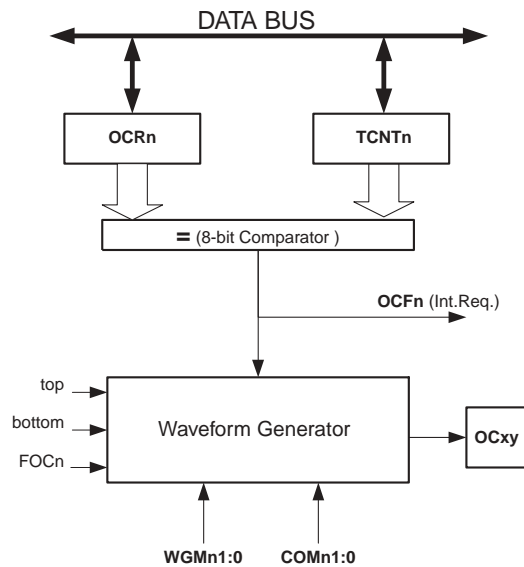 DATA BUS
OCRn
TCNTn
= (8-bit Comparator )
OCFn (Int.Req.)
top
bottom
FOCn
Waveform Generator
OCxy
WGMn1:0
COMn1:0